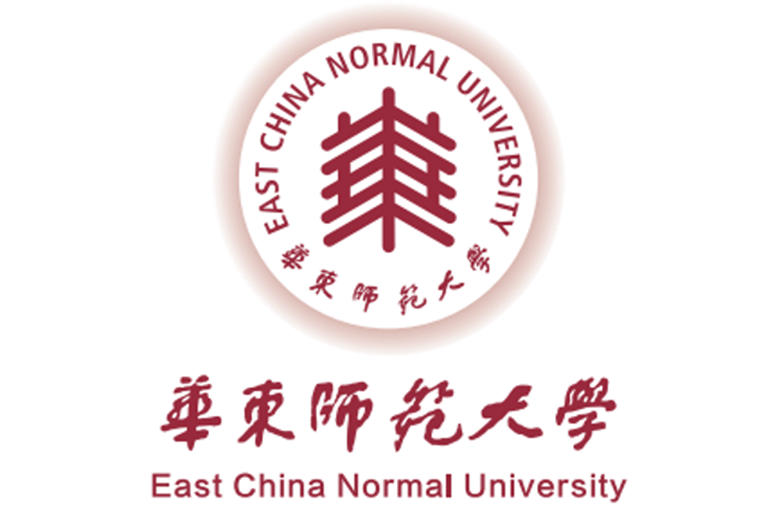 EAST CHINA NORMAL UNIVERSITY
華東師範大學
華東師範大學
East China Normal University